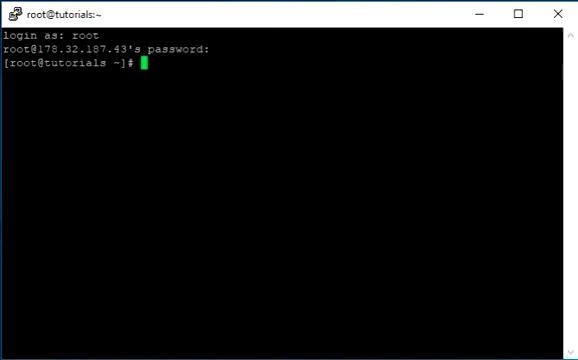 root@tutorials:~
login as: root
root@178.32.187.43's password:
[root@tutorials ~]#